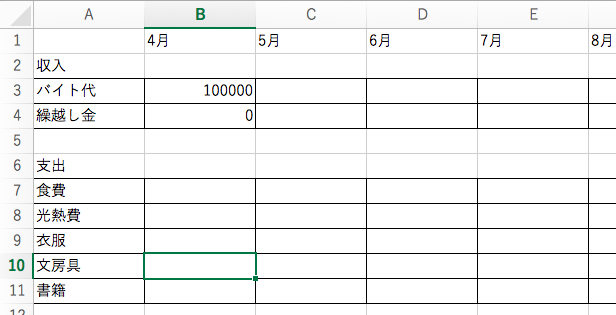 A B C D E
1 4月 5月 6月 7月 8月
2 収入
3 バイト代 100000
4 繰越し金 0
5
6 支出
7 食費
8 光熱費
9 衣服
10 文房具
11 書籍